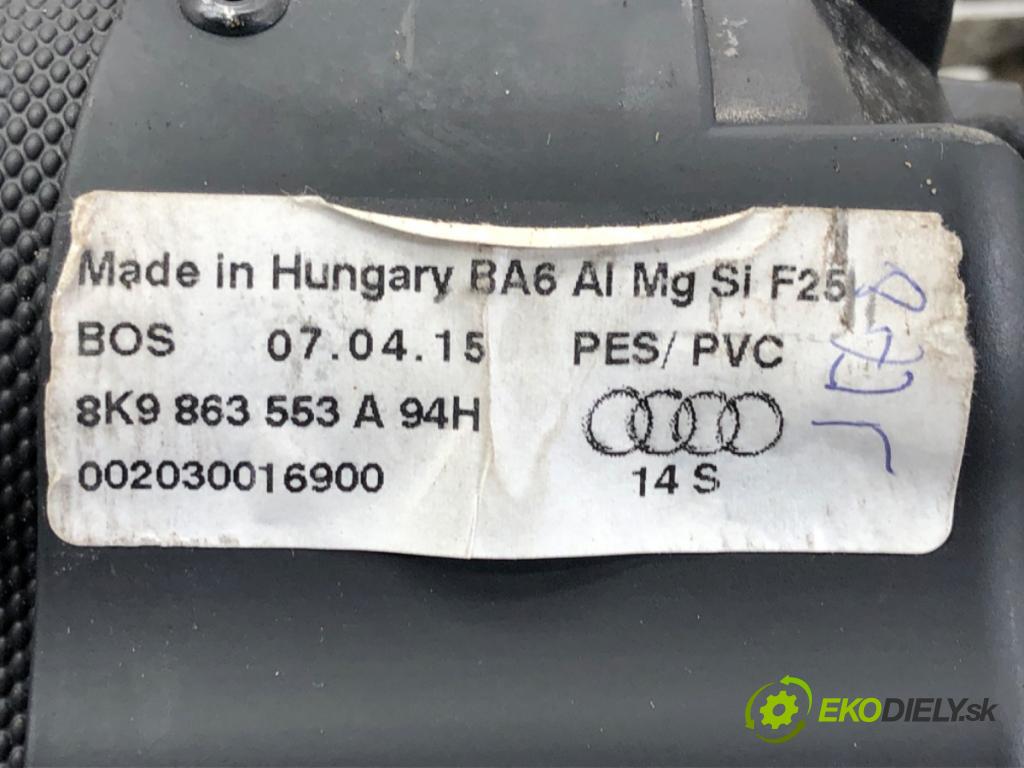 Made in Hungary BA6 Al Mg Si F25
BOS 07.04.15 PES/ PVC
8K9 863 553 A 94H
002030016900 14 S
EKODIELY.sk